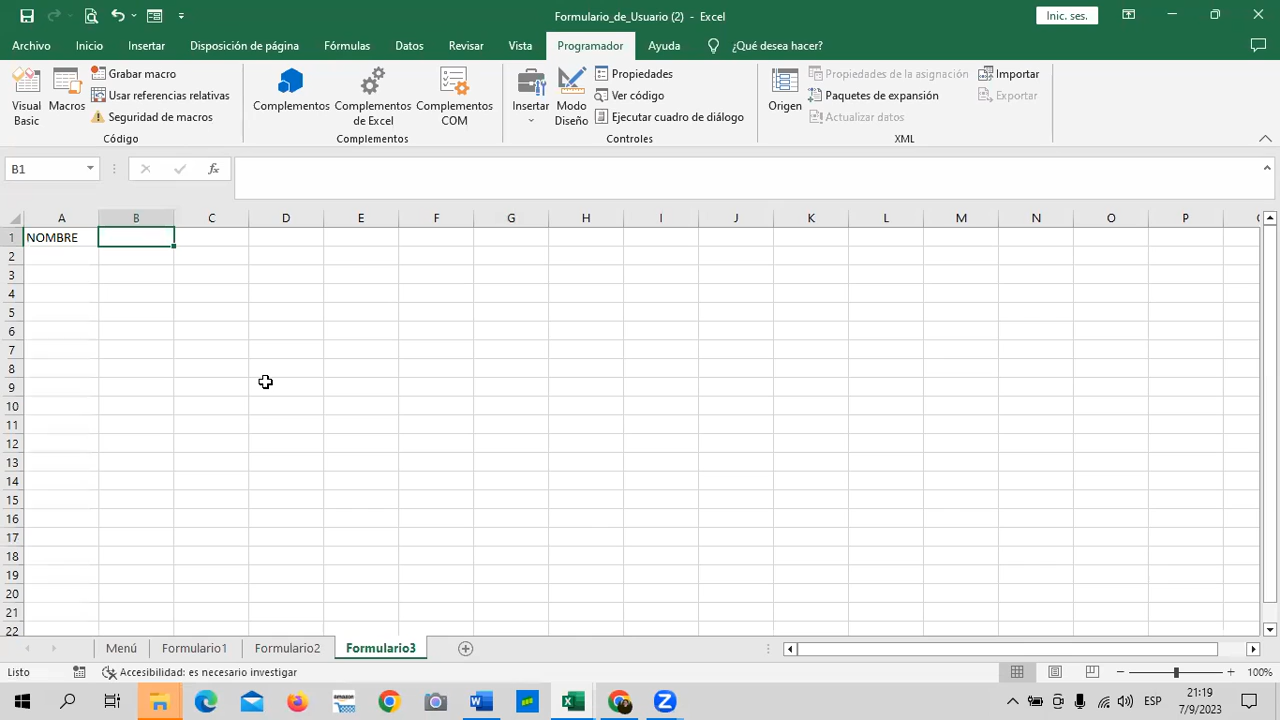 Formulario_de_Usuario (2) - Excel
Inic. ses.
Archivo Inicio Insertar Disposición de página Fórmulas Datos Revisar Vista Programador Ayuda ¿Qué desea hacer?
Visual Basic
Macros
Grabar macro
Usar referencias relativas
Seguridad de macros
Código
Complementos
Complementos de Excel
Complementos COM
Complementos
Insertar
Modo Diseño
Propiedades
Ver código
Ejecutar cuadro de diálogo
Controles
Origen
Propiedades de la asignación
Paquetes de expansión
Actualizar datos
Importar
Exportar
XML
B1
fx
A B C D E F G H I J K L M N O P
1 NOMBRE
2
3
4
5
6
7
8
9
10
11
12
13
14
15
16
17
18
19
20
21
22
Menú Formulario1 Formulario2 Formulario3
Listo Accesibilidad: es necesario investigar 100%
amazon
ESP
21:19
7/9/2023